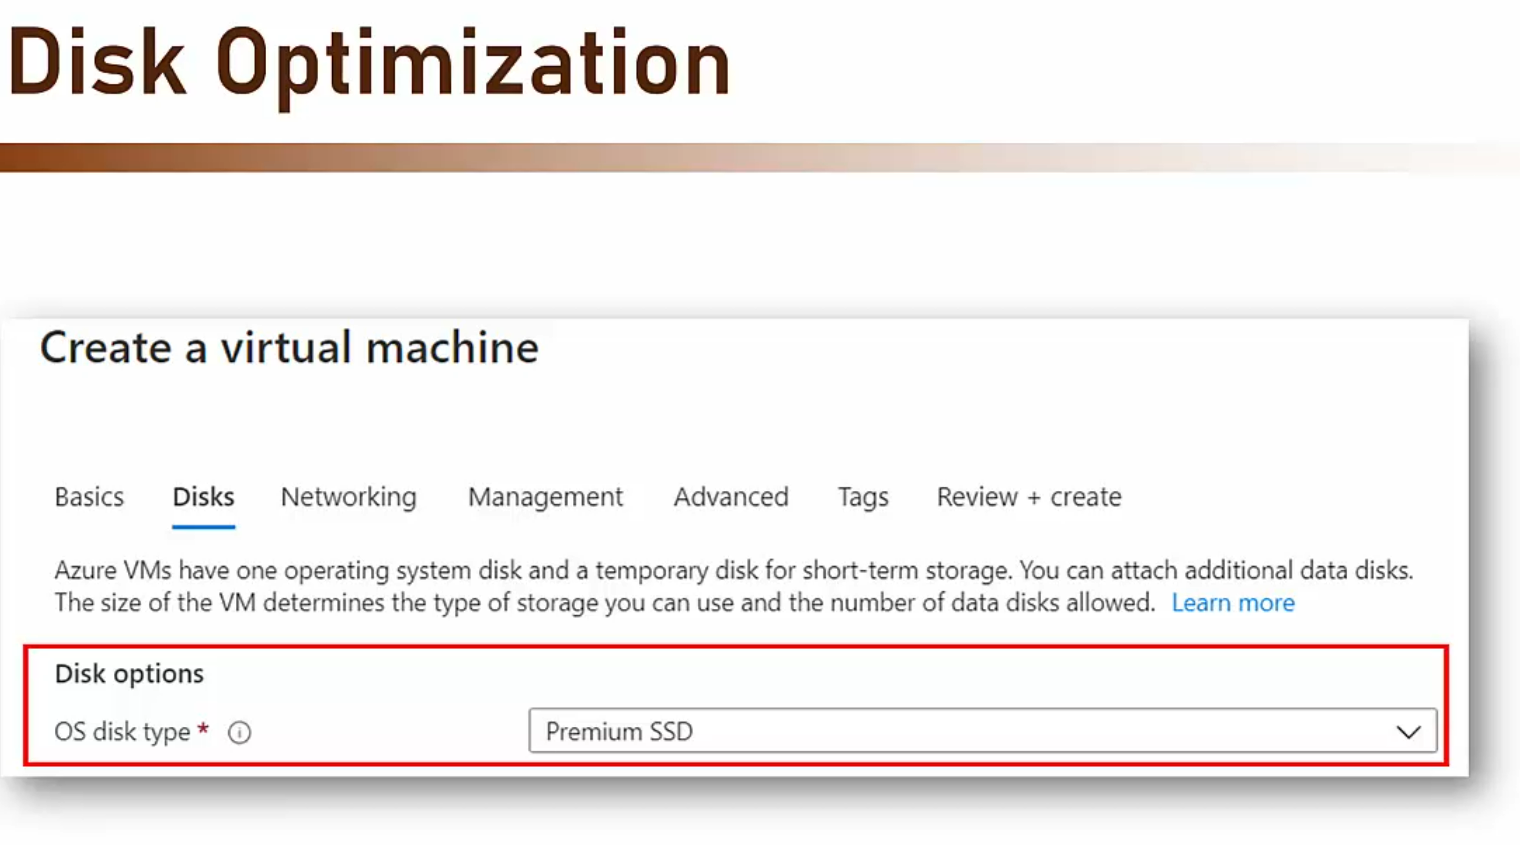 Disk Optimization
Create a virtual machine
Basics Disks Networking Management Advanced Tags Review + create
Azure VMs have one operating system disk and a temporary disk for short-term storage. You can attach additional data disks.
The size of the VM determines the type of storage you can use and the number of data disks allowed. Learn more
Disk options
OS disk type * Premium SSD